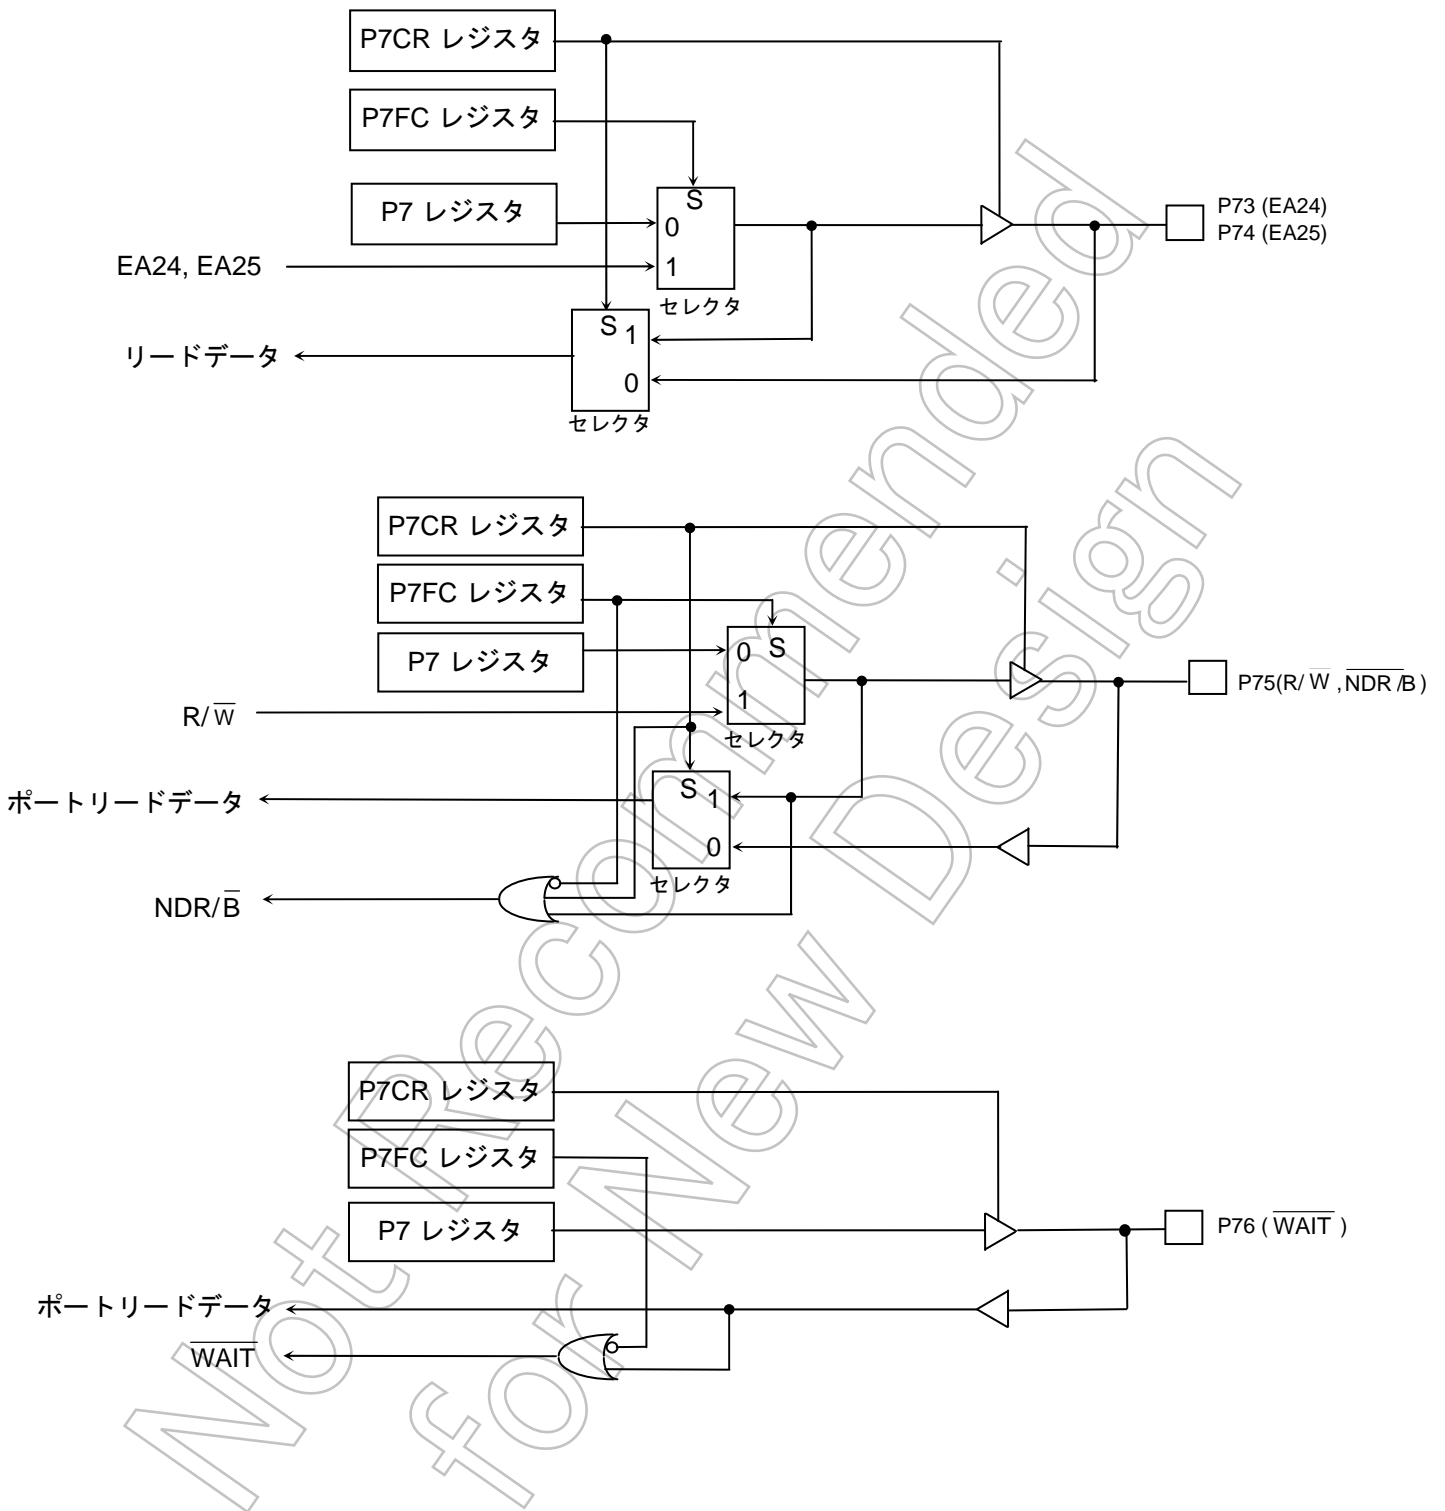 P7CR レジスタ
P7FC レジスタ
P7 レジスタ
EA24, EA25
S
0
1
セレクタ
P73 (EA24)
P74 (EA25)
S 1
0
セレクタ
リードデータ
P7CR レジスタ
P7FC レジスタ
P7 レジスタ
R/W
0 S
1
セレクタ
P75(R/ W , NDR /B )
ポートリードデータ
S 1
0
セレクタ
NDR/B
P7CR レジスタ
P7FC レジスタ
P7 レジスタ
P76 ( WAIT )
ポートリードデータ
WAIT
Not Recommended
for New Design